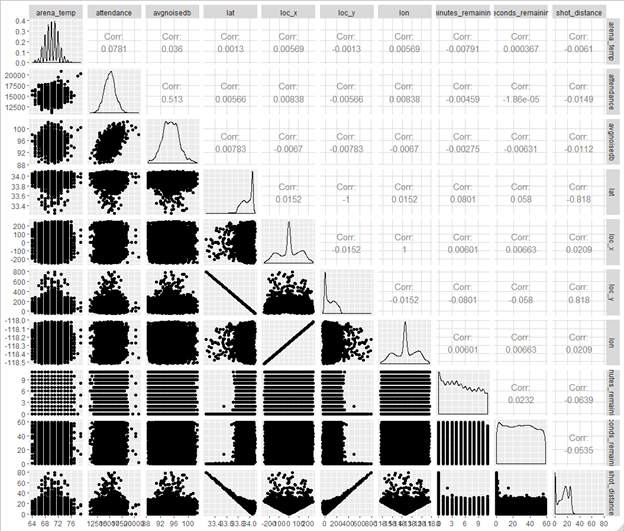 arena_temp attendance avgnoisedb lat loc_x loc_y lon inutes_remainin econds_remainir shot_distance
0.4
0.3
0.2
0.1
0.0
Corr: Corr: Corr: Corr: Corr: Corr: Corr: Corr: Corr:
0.0781 0.036 0.0013 0.00569 -0.0013 0.00569 -0.00791 0.000367 -0.0061
arena_temp
20000
17500
15000
12500
Corr: Corr: Corr: Corr: Corr: Corr: Corr: Corr:
0.513 0.00566 0.00838 -0.00566 0.00838 -0.00459 -1.86e-05 -0.0149
attendance
100
96
92
88
Corr: Corr: Corr: Corr: Corr: Corr: Corr:
0.00783 -0.0067 -0.00783 -0.0067 -0.00275 -0.00631 -0.0112
avgnoisedb
34.0
33.8
33.6
33.4
Corr: Corr: Corr: Corr: Corr: Corr:
0.0152 -1 0.0152 0.0801 0.058 -0.818
lat
200
100
0
-100
-200
Corr: Corr: Corr: Corr: Corr:
-0.0152 1 0.00601 0.00663 0.0209
loc_x
800
600
400
200
0
Corr: Corr: Corr: Corr:
-0.0152 -0.0801 -0.058 0.818
loc_y
-118.0
-118.1
-118.2
-118.3
-118.4
-118.5
Corr: Corr: Corr:
0.00601 0.00663 0.0209
lon
9
6
3
0
Corr: Corr:
0.0232 -0.0639
nutes_remaini
60
40
20
0
Corr:
-0.0535
conds_remaini
80
60
40
20
0
shot_distance
64 68 72 76 88 92 96 100 0 3 6 9 0 20 40 60 0 20 40 60 80